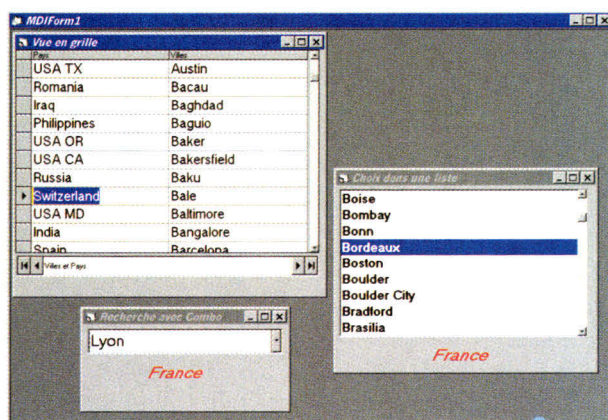 MDIForm1
Vue en grille
Pays Villes
USA TX Austin
Romania Bacau
Iraq Baghdad
Philippines Baguio
USA OR Baker
USA CA Bakersfield
Russia Baku
Switzerland Bale
USA MD Baltimore
India Bangalore
Spain Barcelona
Villes et Pays
Choix dans une liste
Boise
Bombay
Bonn
Bordeaux
Boston
Boulder
Boulder City
Bradford
Brasilia
France
Recherche avec Combo
Lyon
France